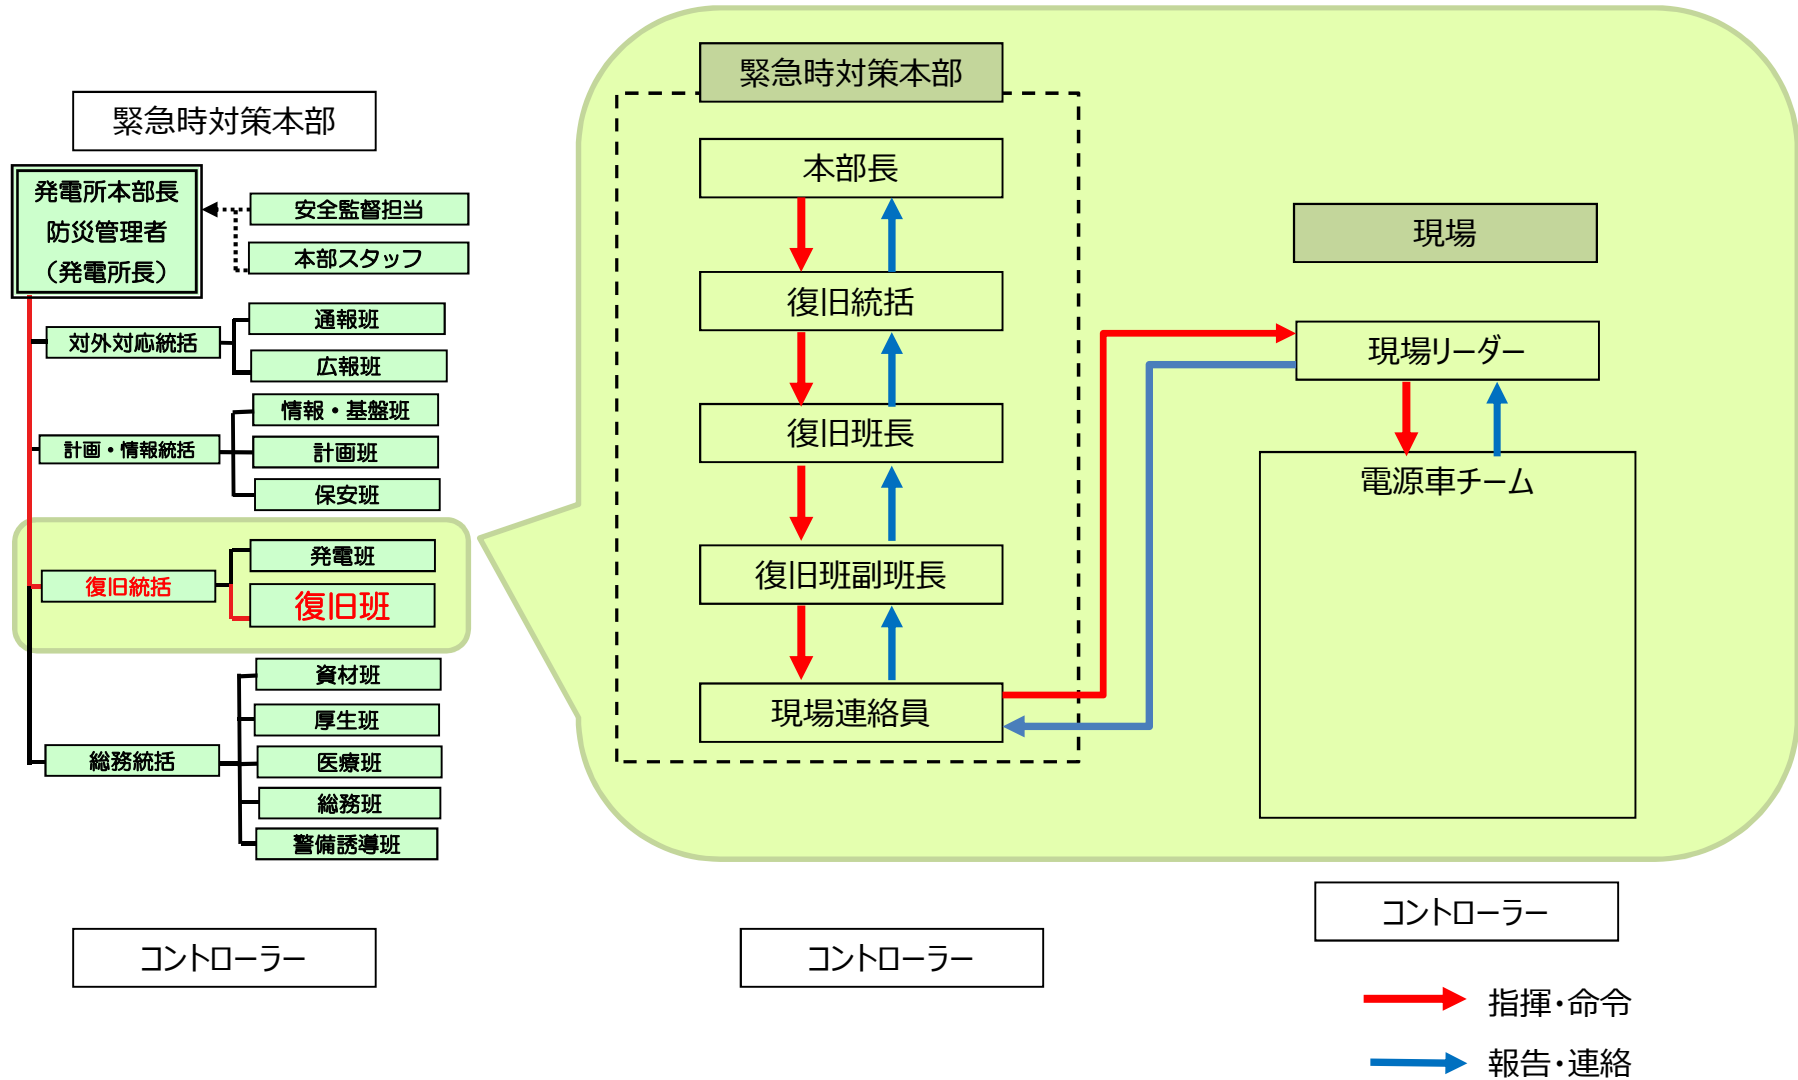 緊急時対策本部
発電所本部長
防災管理者
（発電所長）
安全監督担当
本部スタッフ
対外対応統括
通報班
広報班
計画・情報統括
情報・基盤班
計画班
保安班
復旧統括
発電班
復旧班
総務統括
資材班
厚生班
医療班
総務班
警備誘導班
コントローラー
緊急時対策本部
本部長
復旧統括
復旧班長
復旧班副班長
現場連絡員
コントローラー
現場
現場リーダー
電源車チーム
コントローラー
指揮・命令
報告・連絡